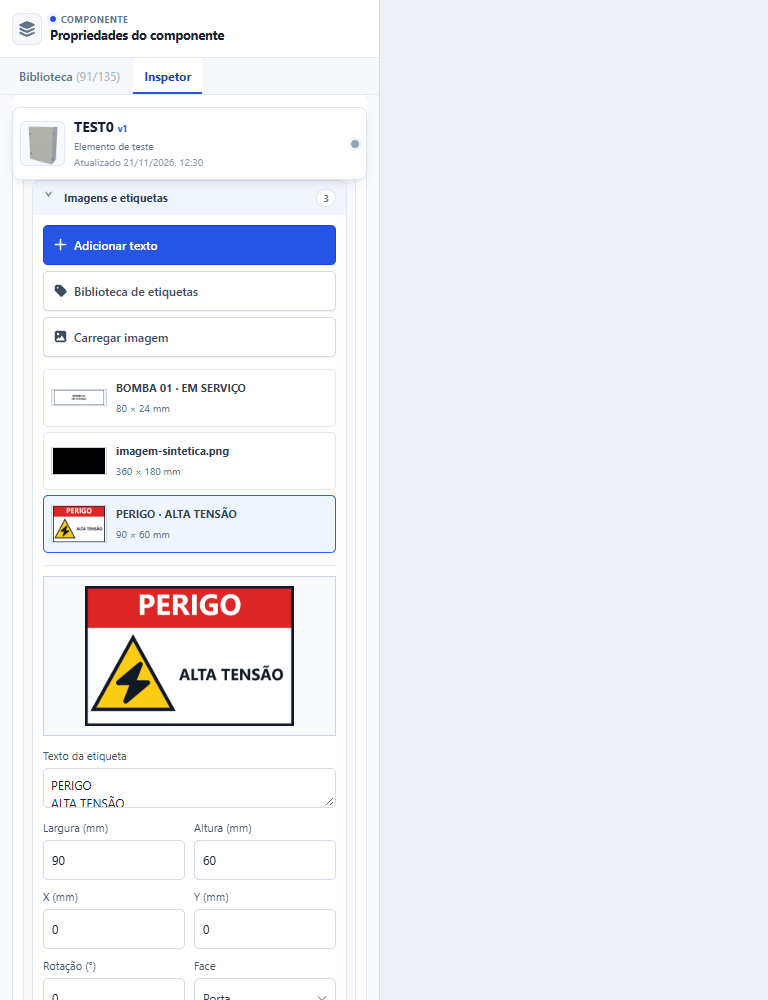 COMPONENTE
Propriedades do componente
Biblioteca (91/135)
Inspetor
TEST0 v1
Elemento de teste
Atualizado 21/11/2026, 12:30
Imagens e etiquetas
3
Adicionar texto
Biblioteca de etiquetas
Carregar imagem
BOMBA 01 · EM SERVIÇO
80 × 24 mm
imagem-sintetica.png
360 × 180 mm
PERIGO
ALTA TENSÃO
PERIGO · ALTA TENSÃO
90 × 60 mm
PERIGO
ALTA TENSÃO
Texto da etiqueta
PERIGO
ALTA TENSÃO
Largura (mm)
Altura (mm)
90
60
X (mm)
Y (mm)
0
0
Rotação (°)
Face
0
Porta